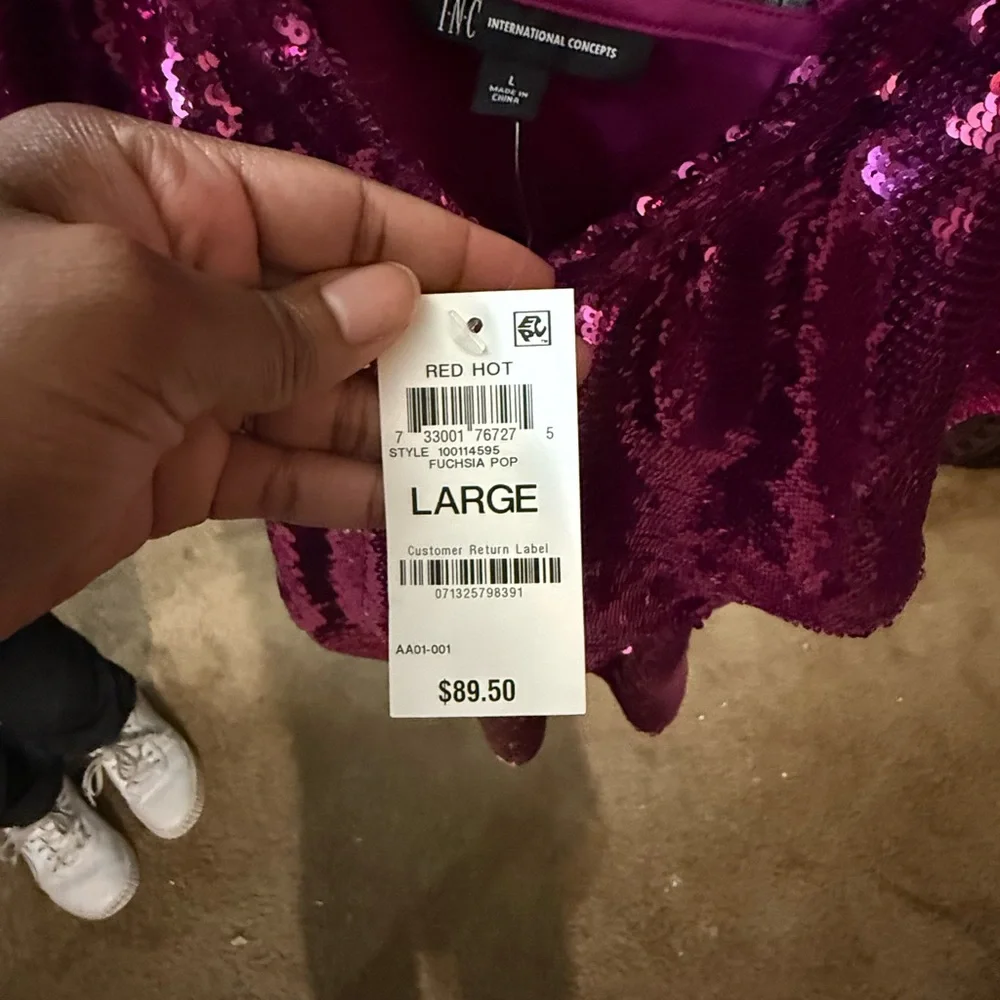 I·N·C INTERNATIONAL CONCEPTS
L
MADE IN
CHINA
EPC™
RED HOT
7 33001 76727 5
STYLE 100114595
FUCHSIA POP
LARGE
Customer Return Label
071325798391
AA01-001
$89.50